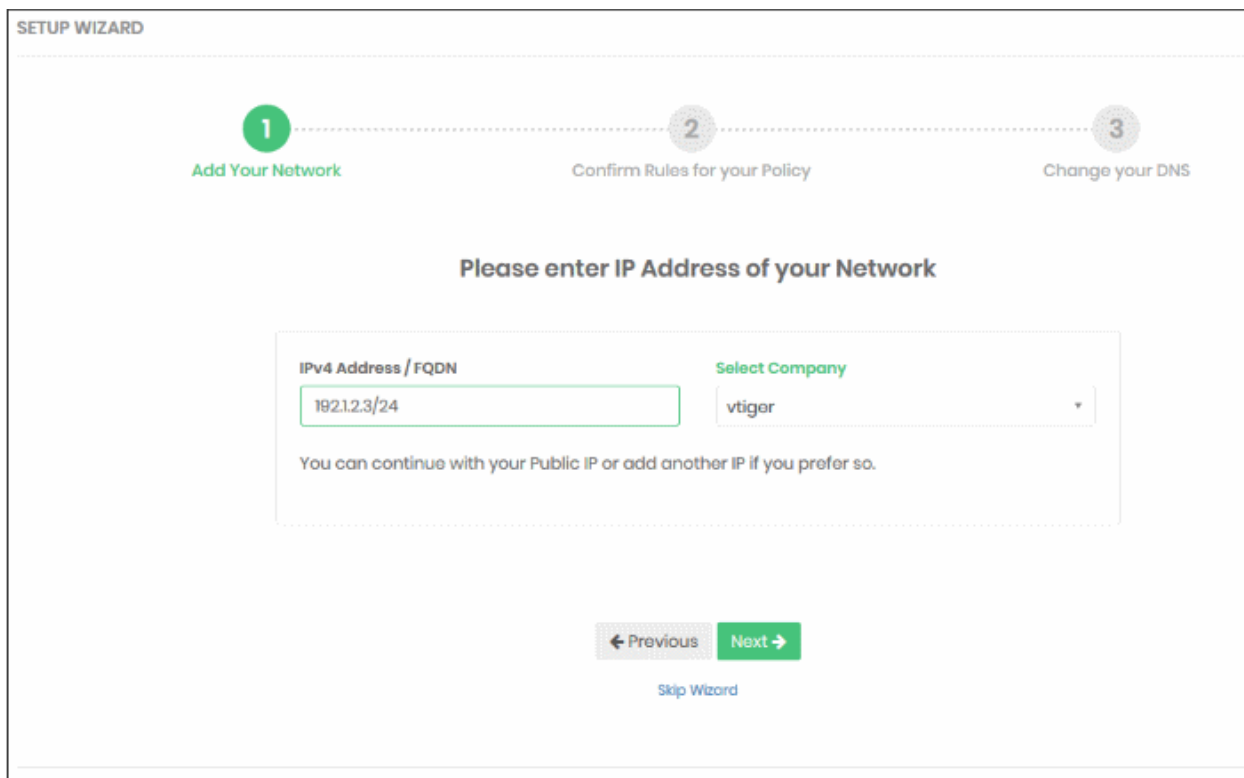 SETUP WIZARD
1 2 3
Add Your Network Confirm Rules for your Policy Change your DNS
Please enter IP Address of your Network
IPv4 Address / FQDN Select Company
192.1.2.3/24 vtiger
You can continue with your Public IP or add another IP if you prefer so.
Previous Next
Skip Wizard